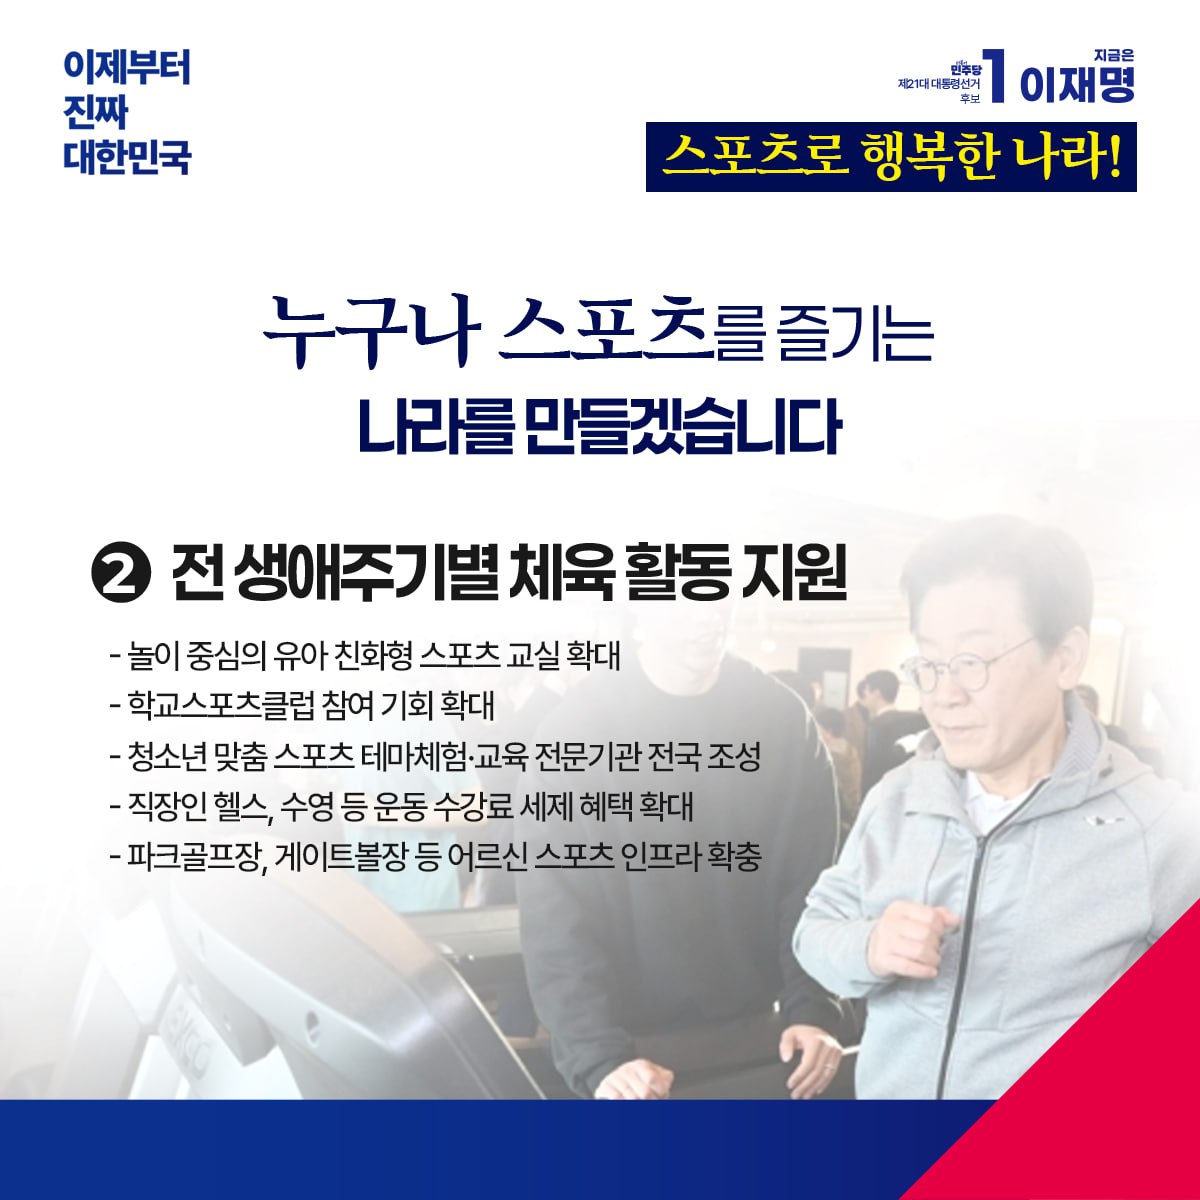 이제부터
진짜
대한민국
지금은
민주당
제21대 대통령선거
후보
1 이재명
스포츠로 행복한 나라!
누구나 스포츠를 즐기는
나라를 만들겠습니다
2 전 생애주기별 체육 활동 지원
- 놀이 중심의 유아 친화형 스포츠 교실 확대
- 학교스포츠클럽 참여 기회 확대
- 청소년 맞춤 스포츠 테마체험·교육 전문기관 전국 조성
- 직장인 헬스, 수영 등 운동 수강료 세제 혜택 확대
- 파크골프장, 게이트볼장 등 어르신 스포츠 인프라 확충